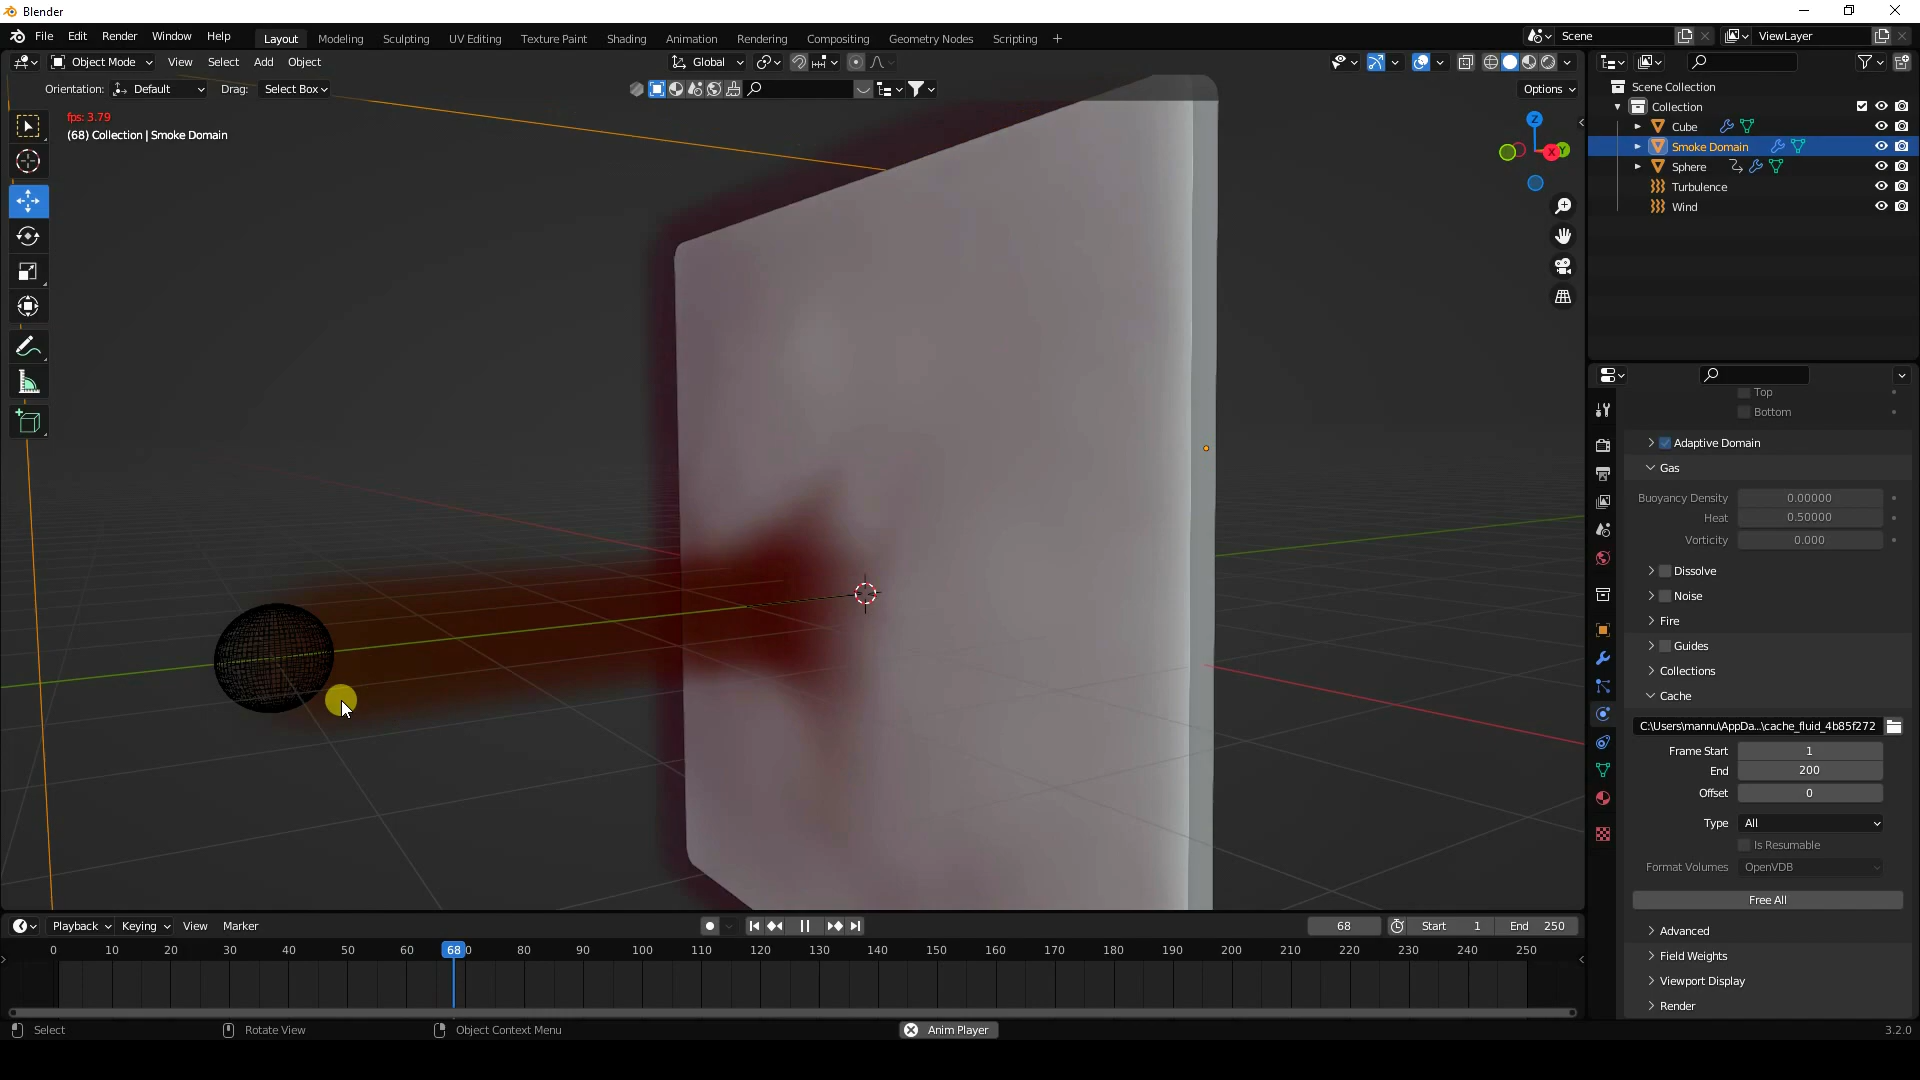 Blender
File Edit Render Window Help Layout Modeling Sculpting UV Editing Texture Paint Shading Animation Rendering Compositing Geometry Nodes Scripting + Scene ViewLayer
Object Mode View Select Add Object Global
Orientation: Default Drag: Select Box Options
fps: 3.79
(68) Collection | Smoke Domain
Z
Y
X
Scene Collection
Collection
Cube
Smoke Domain
Sphere
Turbulence
Wind
Top
Bottom
Adaptive Domain
Gas
Buoyancy Density 0.00000
Heat 0.50000
Vorticity 0.000
Dissolve
Noise
Fire
Guides
Collections
Cache
C:\Users\mannu\AppDa...\cache_fluid_4b85f272
Frame Start 1
End 200
Offset 0
Type All
Is Resumable
Format Volumes OpenVDB
Free All
Advanced
Field Weights
Viewport Display
Render
Playback Keying View Marker 68 Start 1 End 250
0 10 20 30 40 50 60 68 0 80 90 100 110 120 130 140 150 160 170 180 190 200 210 220 230 240 250
Select Rotate View Object Context Menu Anim Player 3.2.0